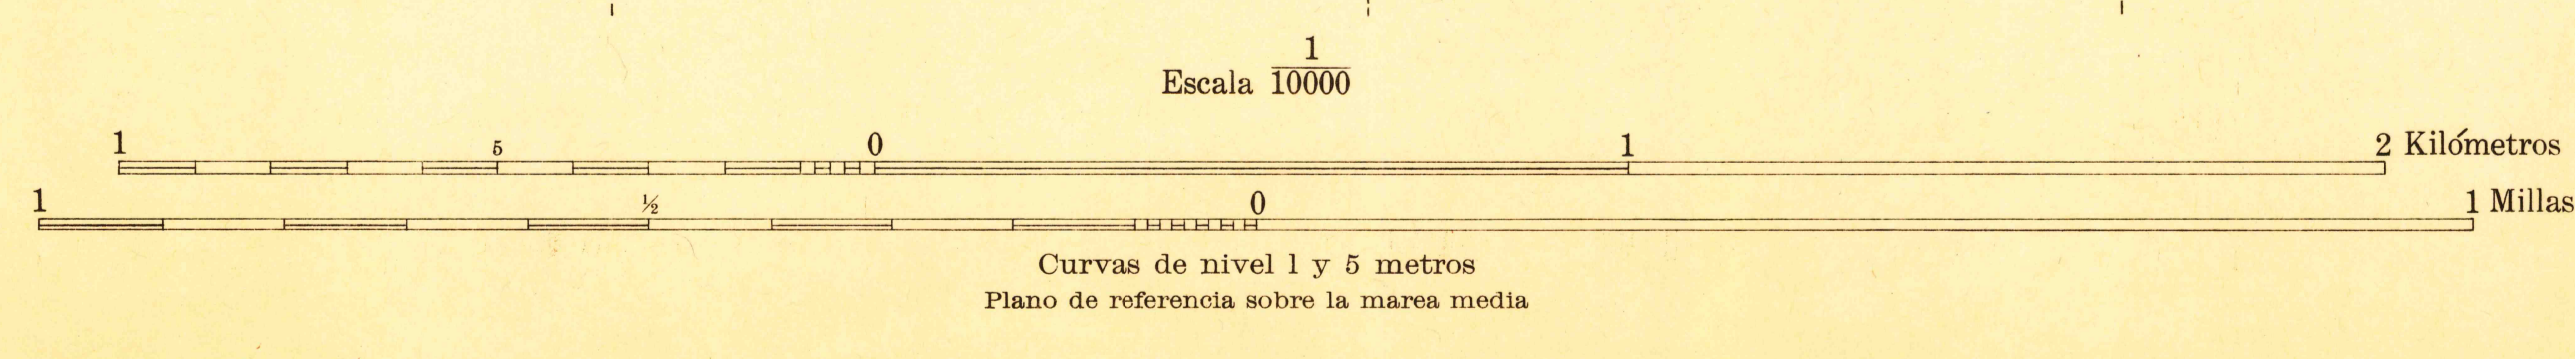 Escala 1/10000
1 5 0 1 2 Kilómetros
1 ½ 0 1 Millas
Curvas de nivel 1 y 5 metros
Plano de referencia sobre la marea media